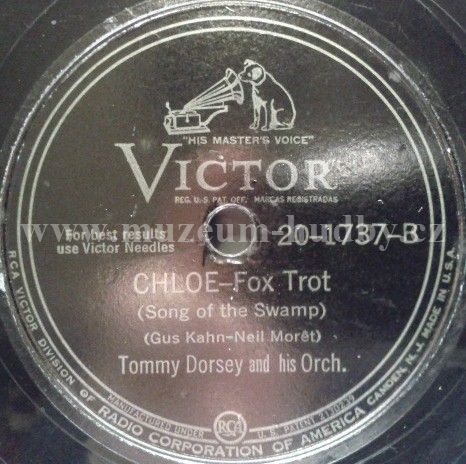 "HIS MASTER'S VOICE"
VICTOR
REG. U.S. PAT. OFF. MARCAS REGISTRADAS
www.muzeum-hudby.cz
For best results
use Victor Needles
20-1737-B
CHLOE—Fox Trot
(Song of the Swamp)
(Gus Kahn-Neil Morêt)
Tommy Dorsey and his Orch.
MANUFACTURED UNDER RCA U.S. PATENT 2130239
RCA VICTOR DIVISION OF RADIO CORPORATION OF AMERICA CAMDEN, N.J. MADE IN U.S.A.